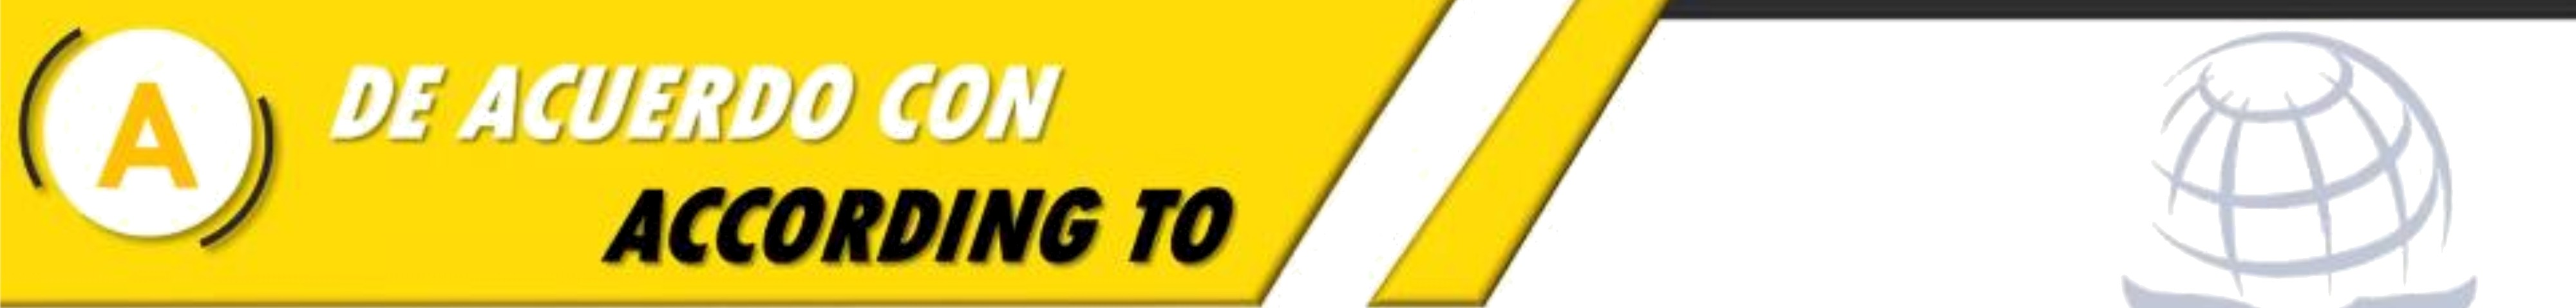 A
DE ACUERDO CON
ACCORDING TO